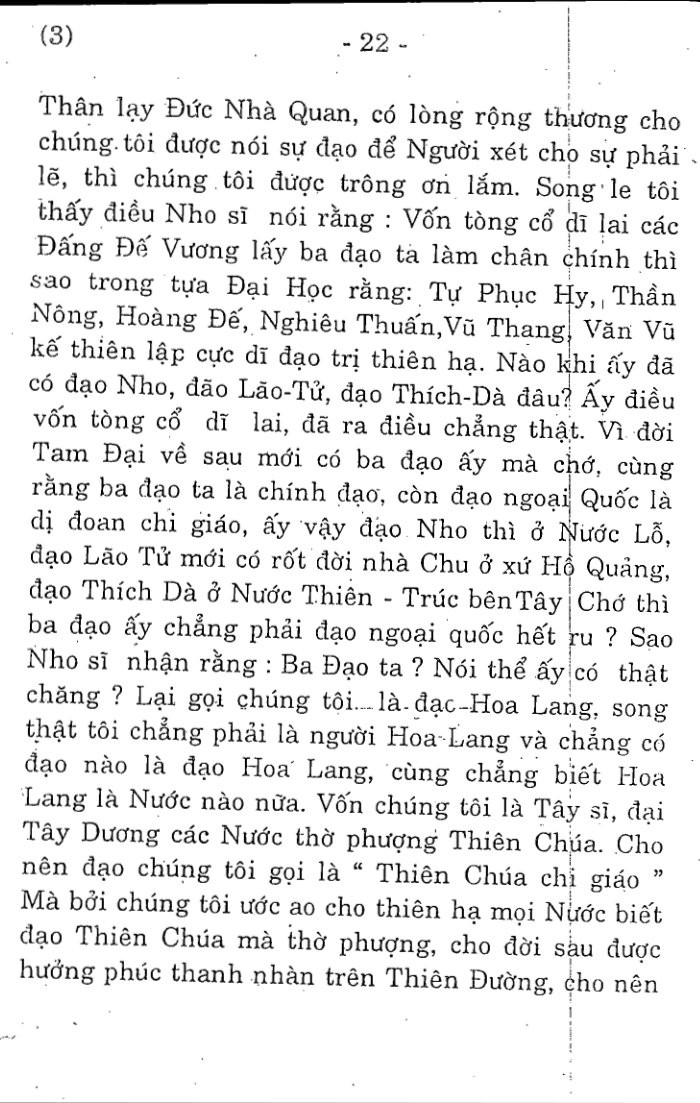 (3)
- 22 -
Thân lạy Đức Nhà Quan, có lòng rộng thương cho
chúng tôi được nói sự đạo để Người xét cho sự phải
lẽ, thì chúng tôi được trông ơn lắm. Song le tôi
thấy điều Nho sĩ nói rằng : Vốn tòng cổ dĩ lai các
Đấng Đế Vương lấy ba đạo ta làm chân chính thì
sao trong tựa Đại Học rằng: Tự Phục Hy, Thần
Nông, Hoàng Đế, Nghiêu Thuấn,Vũ Thang, Văn Vũ
kế thiên lập cực dĩ đạo trị thiên hạ. Nào khi ấy đã
có đạo Nho, đão Lão-Tử, đạo Thích-Dà đâu? Ấy điều
vốn tòng cổ dĩ lai, đã ra điều chẳng thật. Vì đời
Tam Đại về sau mới có ba đạo ấy mà chớ, cùng
rằng ba đạo ta là chính đạo, còn đạo ngoại Quốc là
dị đoan chi giáo, ấy vậy đạo Nho thì ở Nước Lỗ,
đạo Lão Tử mới có rốt đời nhà Chu ở xứ Hồ Quảng,
đạo Thích Dà ở Nước Thiên - Trúc bên Tây Chớ thì
ba đạo ấy chẳng phải đạo ngoại quốc hết ru ? Sao
Nho sĩ nhận rằng : Ba Đạo ta ? Nói thể ấy có thật
chăng ? Lại gọi chúng tôi là đạo Hoa Lang, song
thật tôi chẳng phải là người Hoa Lang và chẳng có
đạo nào là đạo Hoa Lang, cùng chẳng biết Hoa
Lang là Nước nào nữa. Vốn chúng tôi là Tây sĩ, đại
Tây Dương các Nước thờ phượng Thiên Chúa. Cho
nên đạo chúng tôi gọi là “ Thiên Chúa chi giáo ”
Mà bởi chúng tôi ước ao cho thiên hạ mọi Nước biết
đạo Thiên Chúa mà thờ phượng, cho đời sau được
hưởng phúc thanh nhàn trên Thiên Đường, cho nên